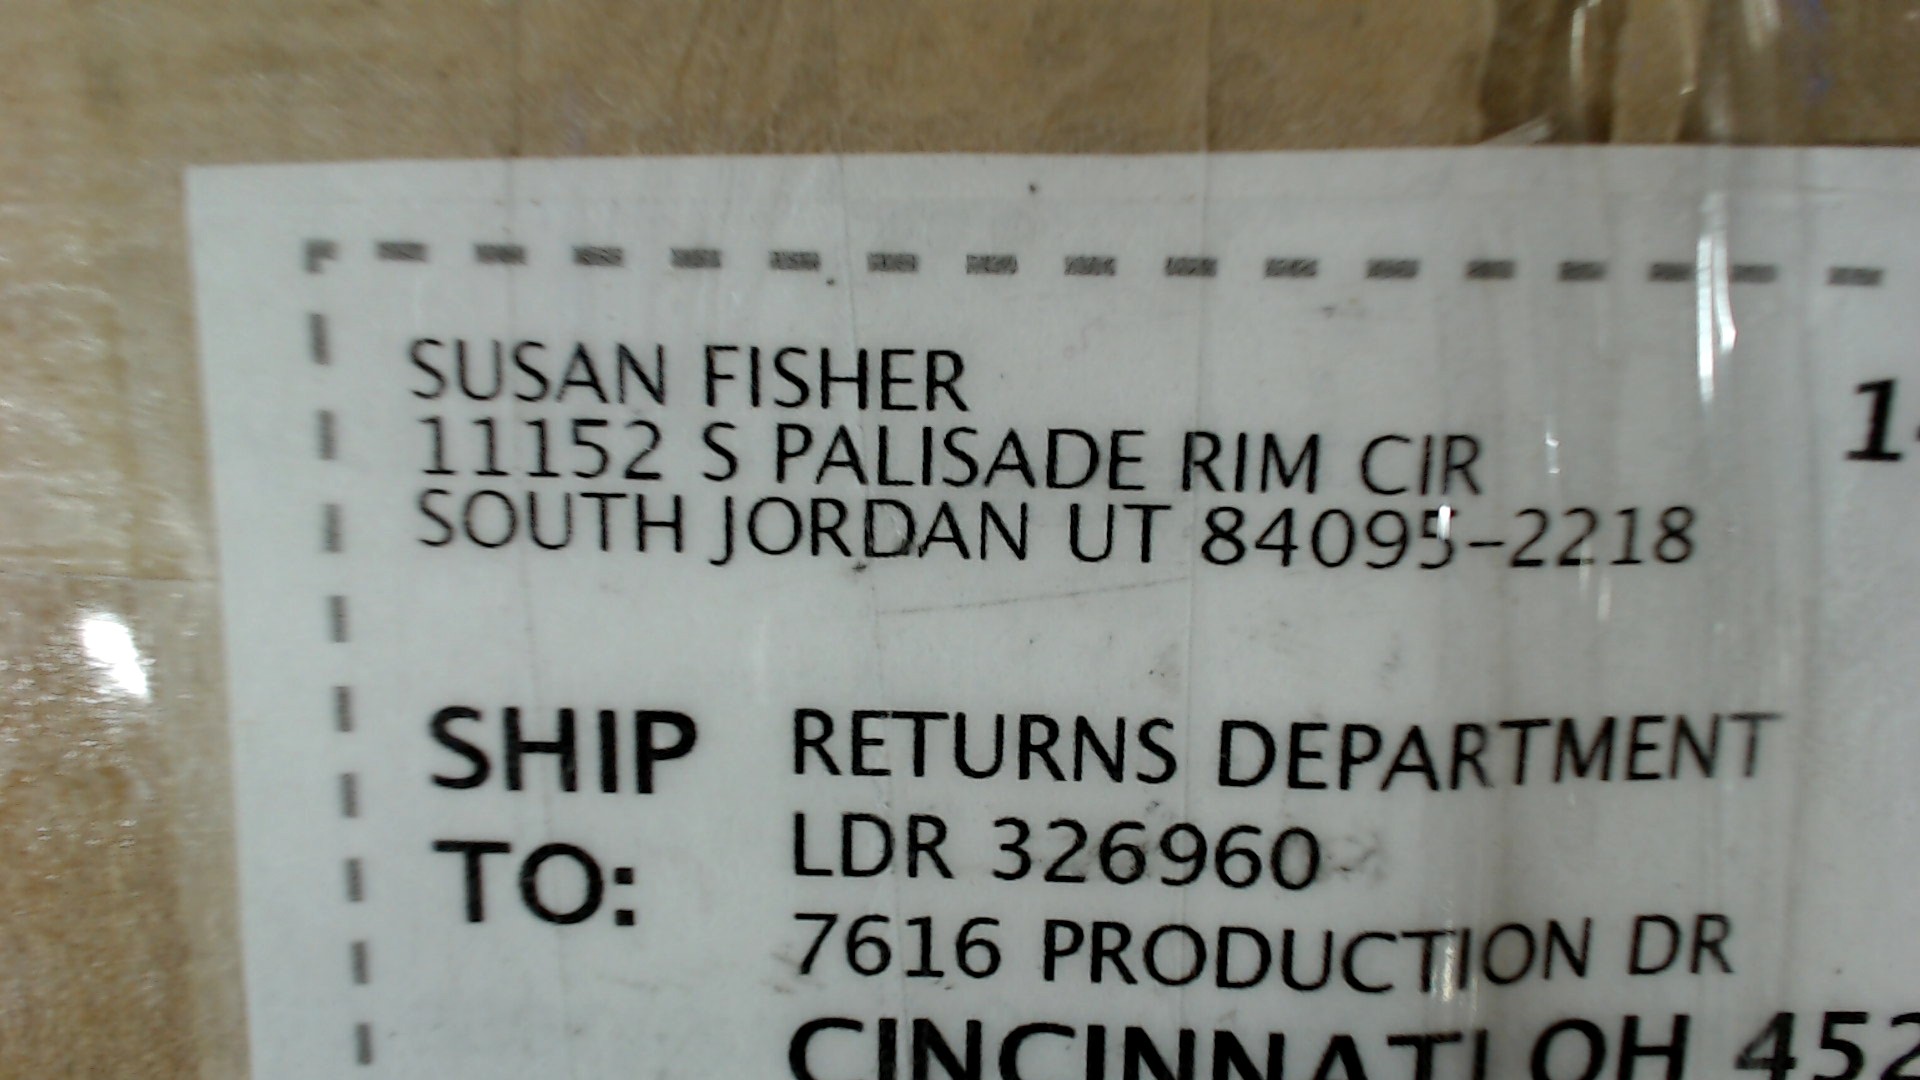 SUSAN FISHER
11152 S PALISADE RIM CIR
SOUTH JORDAN UT 84095-2218
SHIP TO:
RETURNS DEPARTMENT
LDR 326960
7616 PRODUCTION DR
CINCINNATI OH